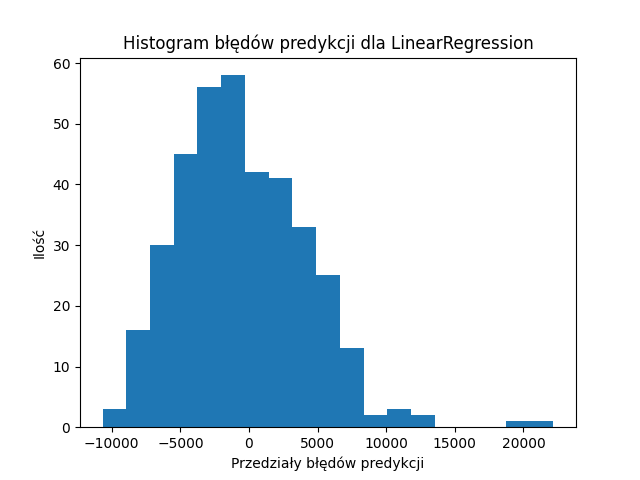 Histogram błędów predykcji dla LinearRegression
60
50
40
30
20
10
0
Ilość
−10000 −5000 0 5000 10000 15000 20000
Przedziały błędów predykcji